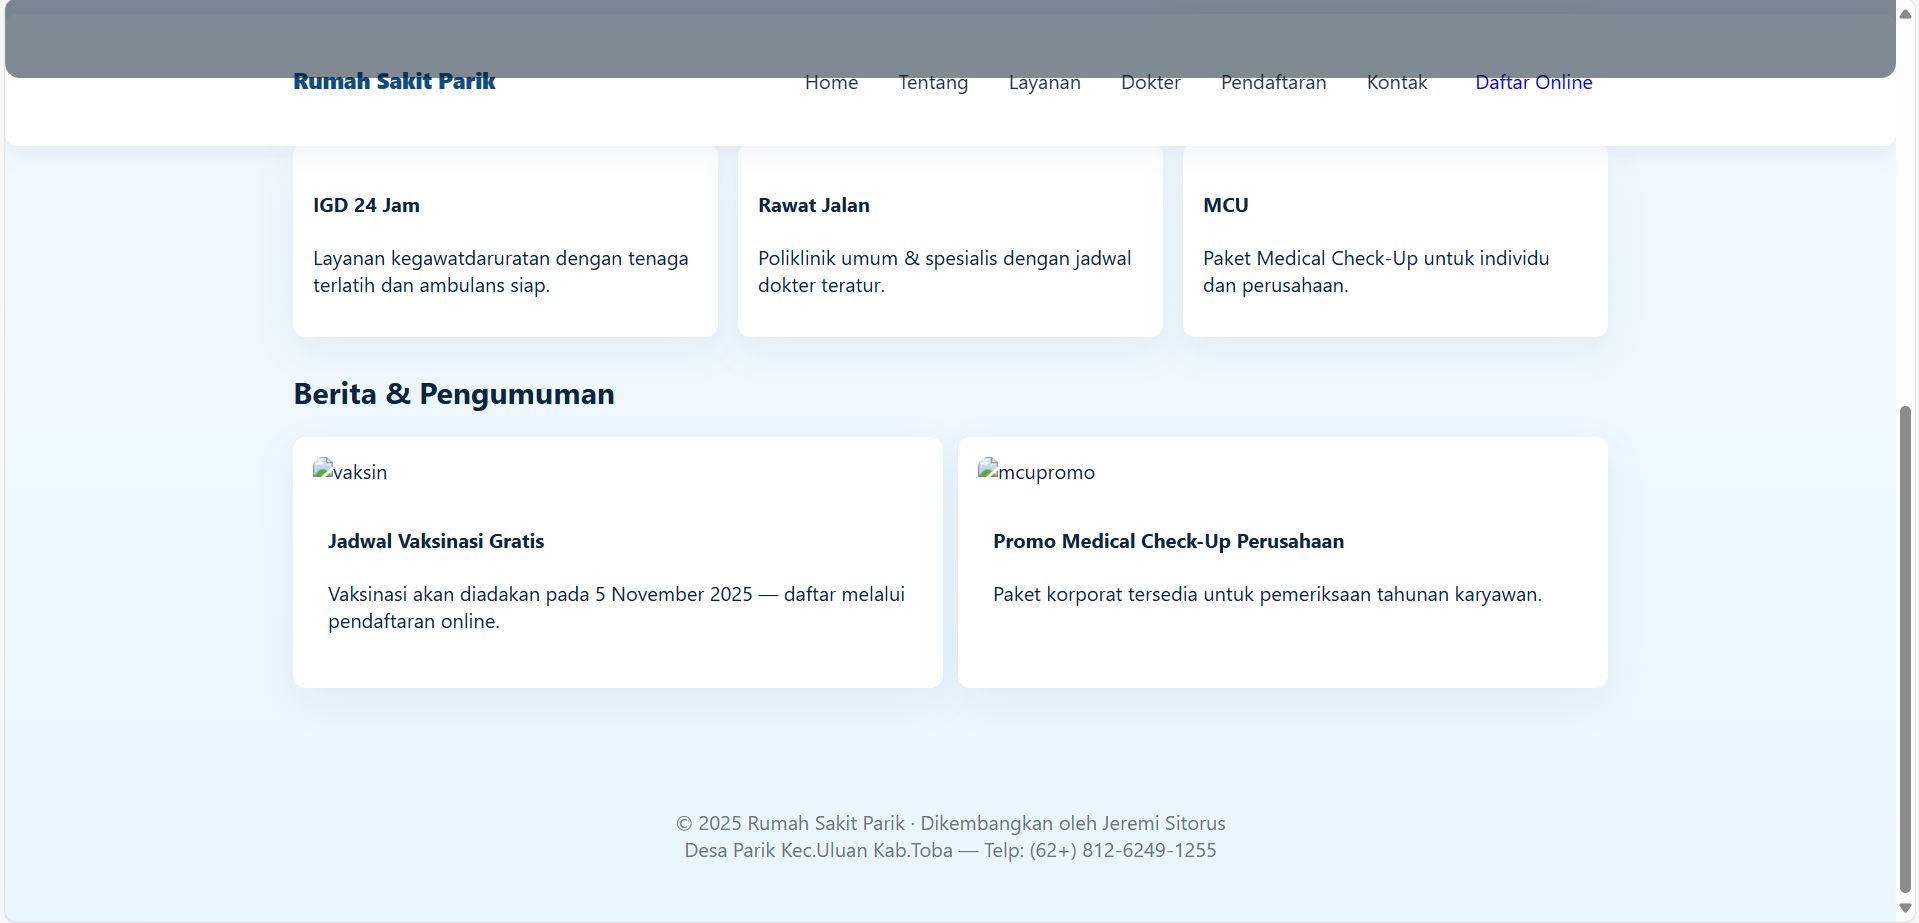 Rumah Sakit Parik
Home Tentang Layanan Dokter Pendaftaran Kontak Daftar Online
IGD 24 Jam
Layanan kegawatdaruratan dengan tenaga
terlatih dan ambulans siap.
Rawat Jalan
Poliklinik umum & spesialis dengan jadwal
dokter teratur.
MCU
Paket Medical Check-Up untuk individu
dan perusahaan.
Berita & Pengumuman
vaksin
Jadwal Vaksinasi Gratis
Vaksinasi akan diadakan pada 5 November 2025 — daftar melalui
pendaftaran online.
mcupromo
Promo Medical Check-Up Perusahaan
Paket korporat tersedia untuk pemeriksaan tahunan karyawan.
© 2025 Rumah Sakit Parik · Dikembangkan oleh Jeremi Sitorus
Desa Parik Kec.Uluan Kab.Toba — Telp: (62+) 812-6249-1255